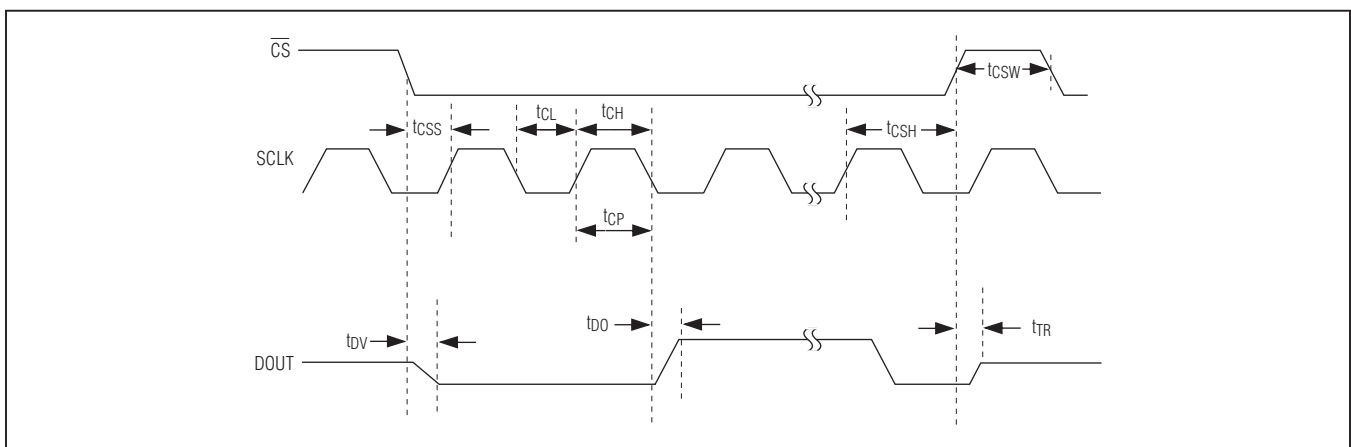 CS
tCSW
tCSS
tCL
tCH
tCSH
SCLK
tCP
tDV
tDO
tTR
DOUT